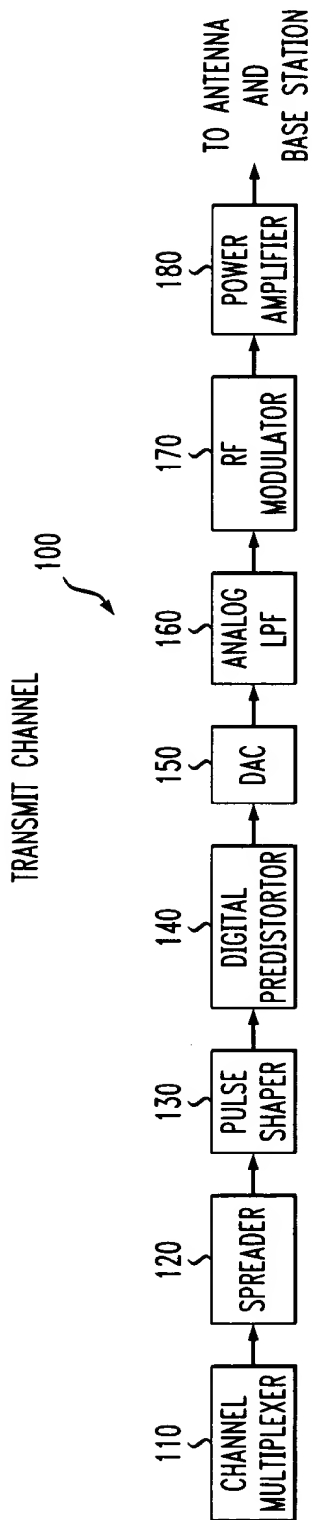 TRANSMIT CHANNEL
100
110
CHANNEL
MULTIPLEXER
120
SPREADER
130
PULSE
SHAPER
140
DIGITAL
PREDISTORTOR
150
DAC
160
ANALOG
LPF
170
RF
MODULATOR
180
POWER
AMPLIFIER
TO ANTENNA
AND
BASE STATION